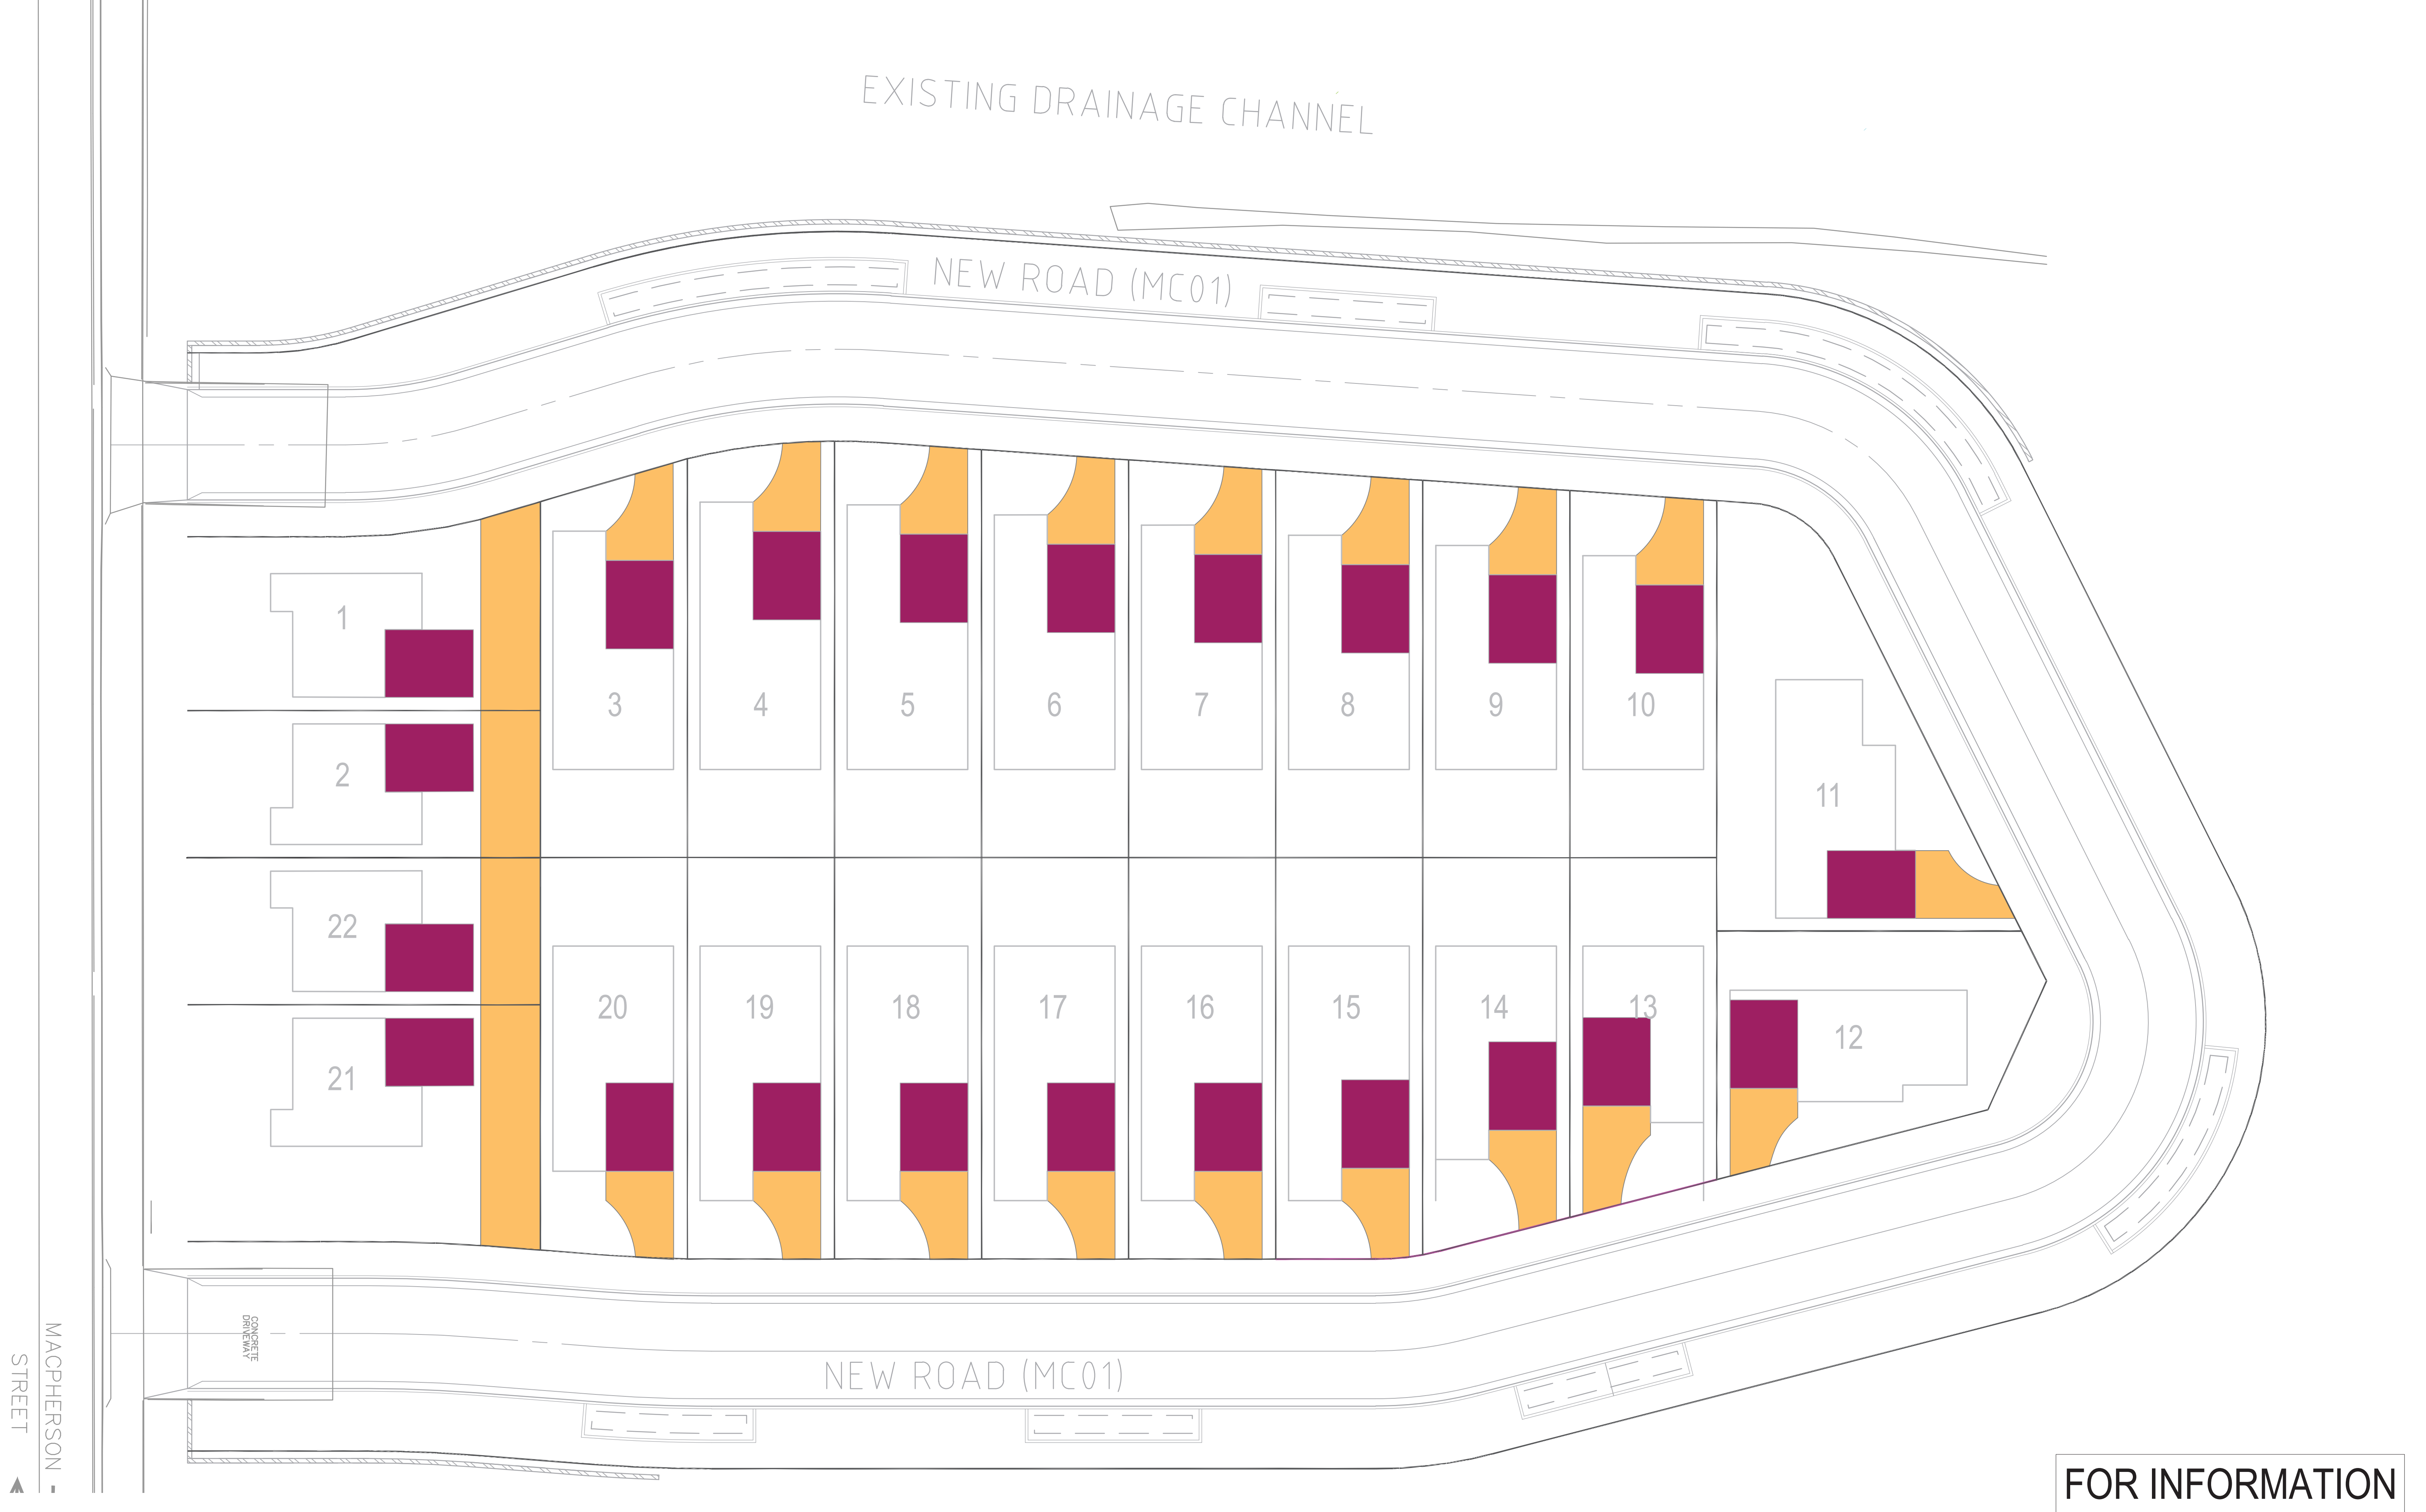 EXISTING DRAINAGE CHANNEL
NEW ROAD (MC01)
1
2
22
21
3
4
5
6
7
8
9
10
11
20
19
18
17
16
15
14
13
12
CONCRETE
DRIVEWAY
NEW ROAD (MC01)
MACPHERSON
STREET
FOR INFORMATION